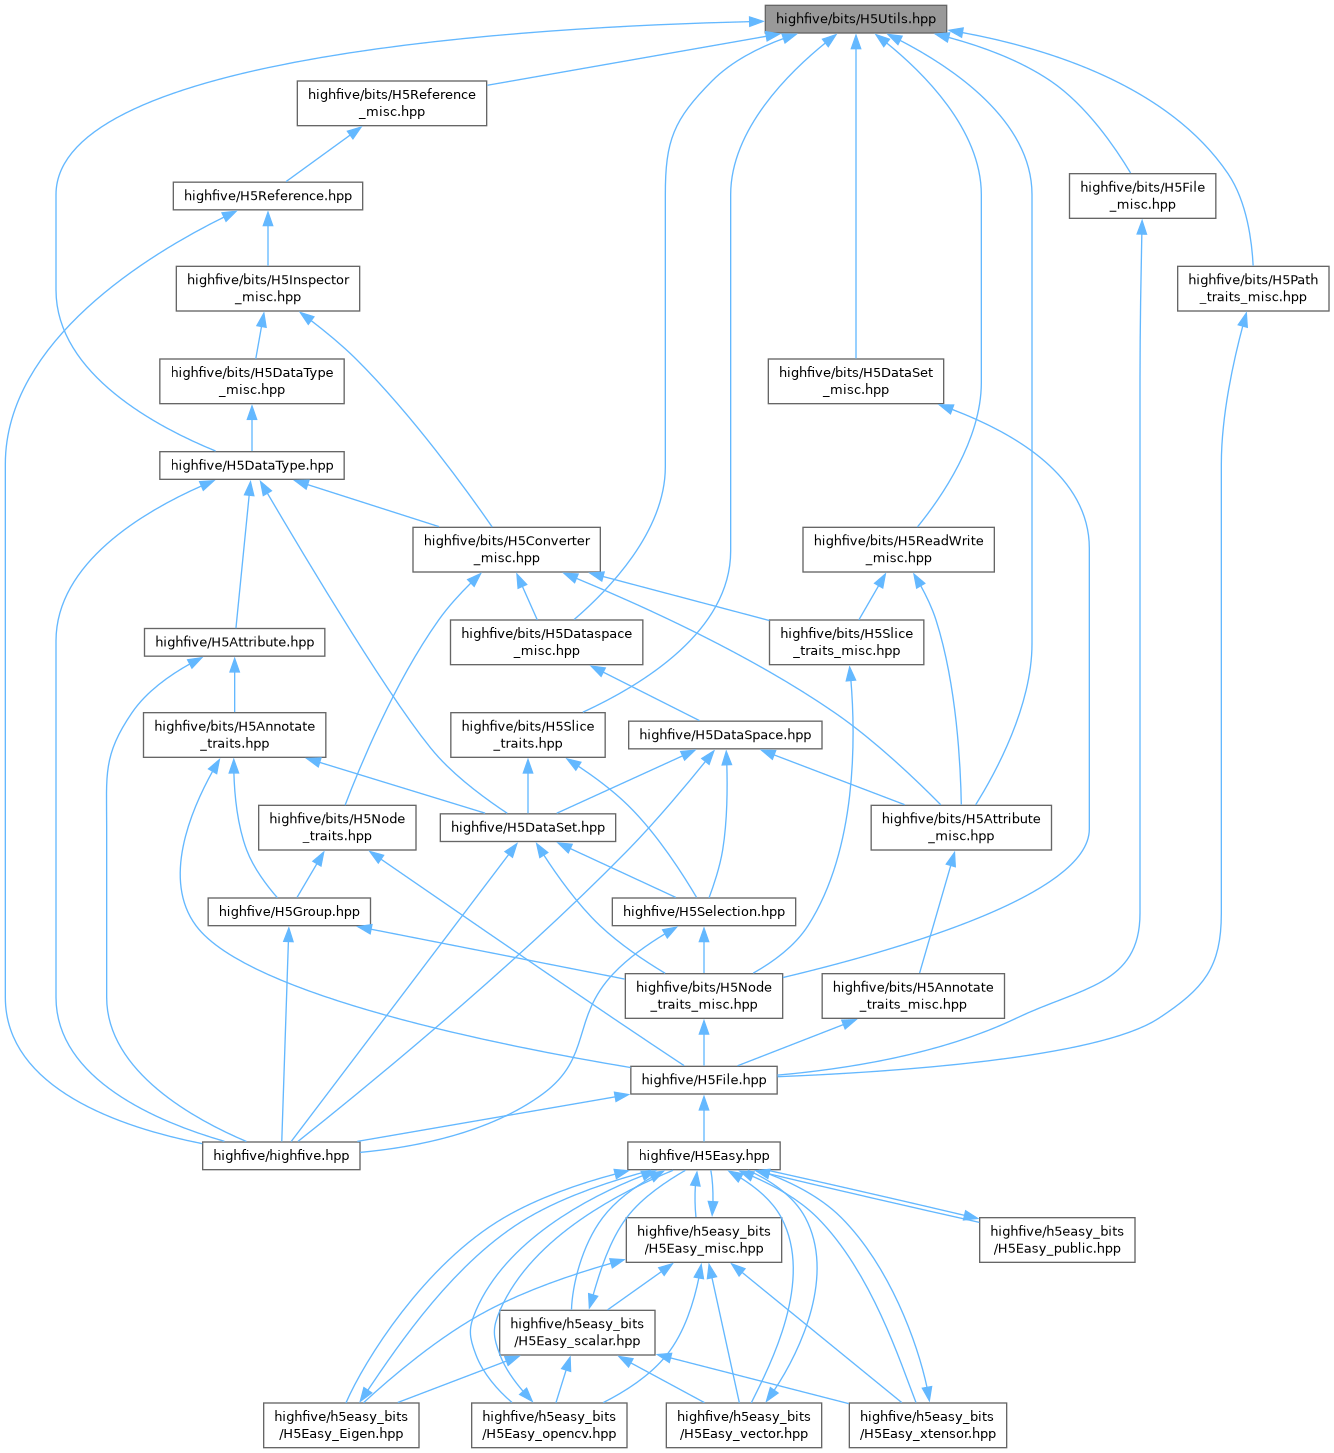 highfive/bits/H5Utils.hpp
highfive/bits/H5Reference
_misc.hpp
highfive/H5Reference.hpp
highfive/bits/H5File
_misc.hpp
highfive/bits/H5Inspector
_misc.hpp
highfive/bits/H5Path
_traits_misc.hpp
highfive/bits/H5DataType
_misc.hpp
highfive/bits/H5DataSet
_misc.hpp
highfive/H5DataType.hpp
highfive/bits/H5Converter
_misc.hpp
highfive/bits/H5ReadWrite
_misc.hpp
highfive/H5Attribute.hpp
highfive/bits/H5Dataspace
_misc.hpp
highfive/bits/H5Slice
_traits_misc.hpp
highfive/bits/H5Annotate
_traits.hpp
highfive/bits/H5Slice
_traits.hpp
highfive/H5DataSpace.hpp
highfive/bits/H5Node
_traits.hpp
highfive/H5DataSet.hpp
highfive/bits/H5Attribute
_misc.hpp
highfive/H5Group.hpp
highfive/H5Selection.hpp
highfive/bits/H5Node
_traits_misc.hpp
highfive/bits/H5Annotate
_traits_misc.hpp
highfive/H5File.hpp
highfive/highfive.hpp
highfive/H5Easy.hpp
highfive/h5easy_bits
/H5Easy_misc.hpp
highfive/h5easy_bits
/H5Easy_public.hpp
highfive/h5easy_bits
/H5Easy_scalar.hpp
highfive/h5easy_bits
/H5Easy_Eigen.hpp
highfive/h5easy_bits
/H5Easy_opencv.hpp
highfive/h5easy_bits
/H5Easy_vector.hpp
highfive/h5easy_bits
/H5Easy_xtensor.hpp